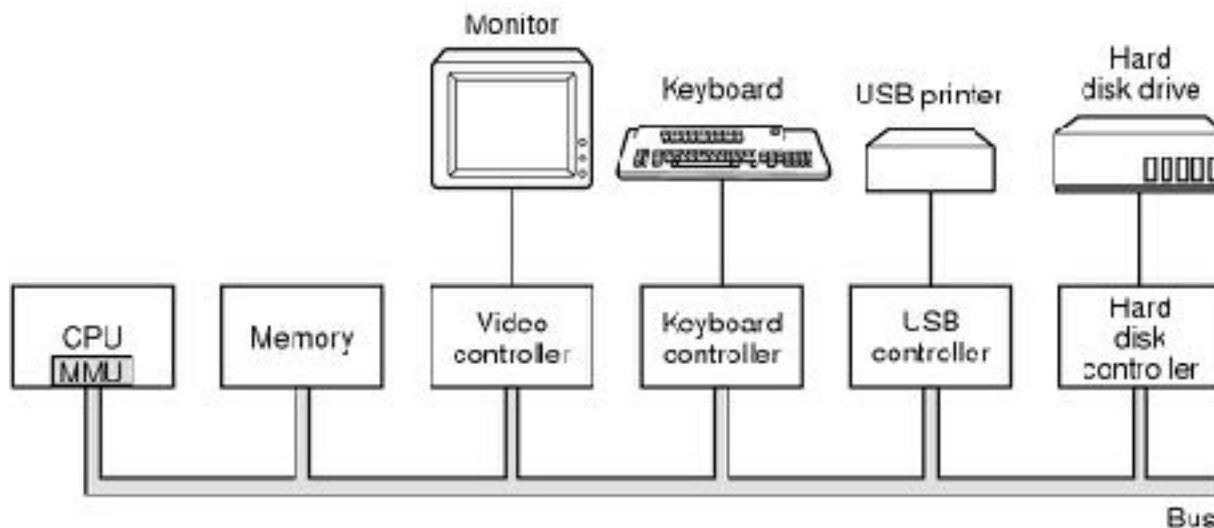 Monitor
Keyboard
USB printer
Hard
disk drive
CPU
MMU
Memory
Video
controller
Keyboard
controller
USB
controller
Hard
disk
controller
Bus